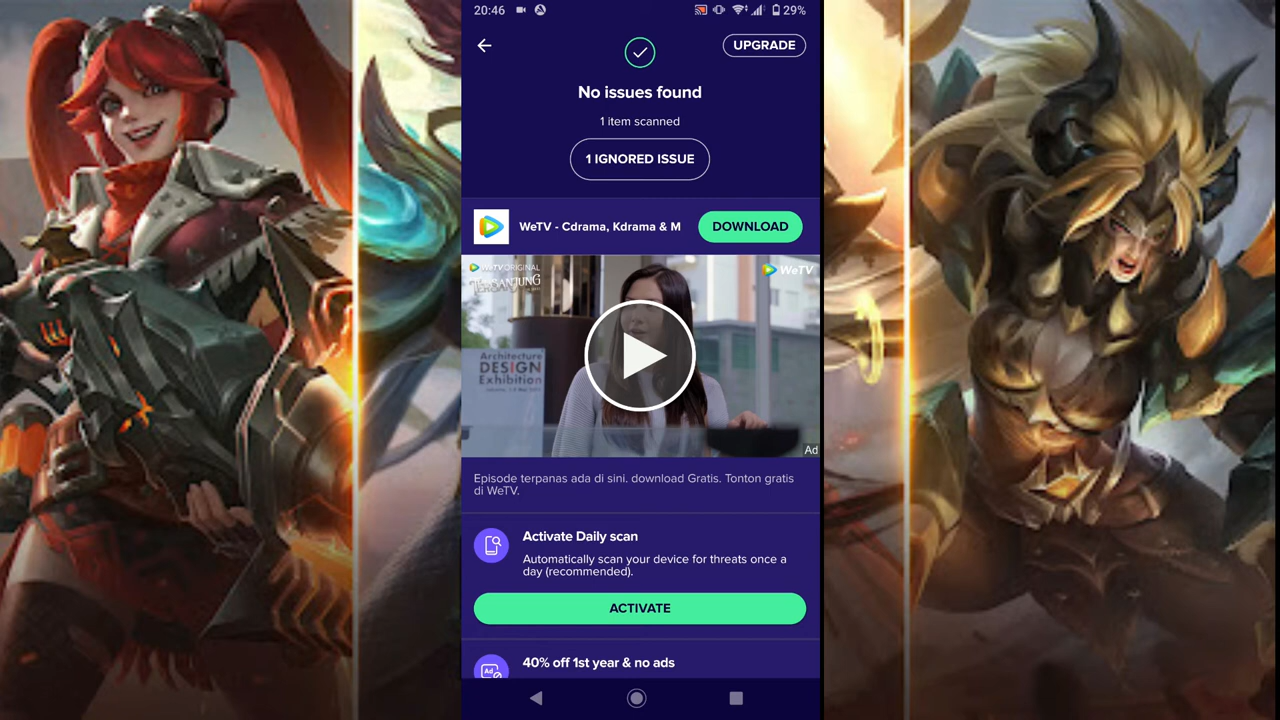 20:46
29%
UPGRADE
No issues found
1 item scanned
1 IGNORED ISSUE
WeTV - Cdrama, Kdrama & M
DOWNLOAD
WeTV ORIGINAL
TERSANJUNG
WeTV
Architecture
DESIGN
Exhibition
Ad
Episode terpanas ada di sini. download Gratis. Tonton gratis
di WeTV.
Activate Daily scan
Automatically scan your device for threats once a
day (recommended).
ACTIVATE
Ad
40% off 1st year & no ads